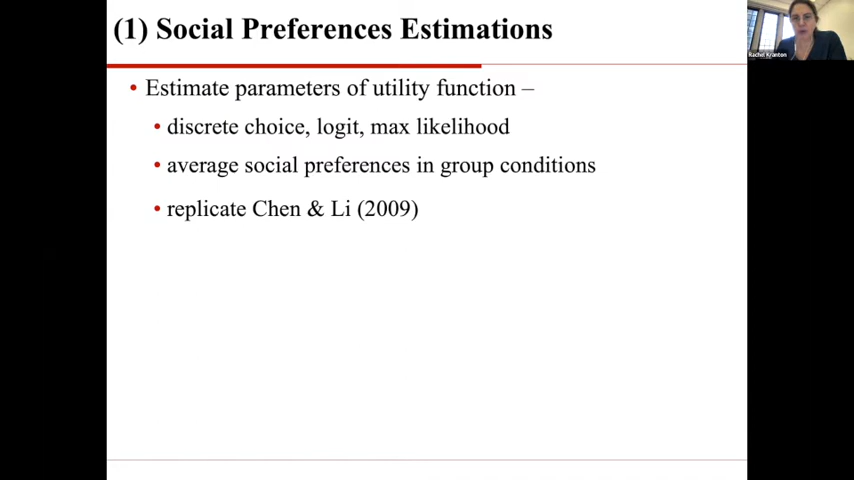 (1) Social Preferences Estimations
Rachel Kranton
• Estimate parameters of utility function –
• discrete choice, logit, max likelihood
• average social preferences in group conditions
• replicate Chen & Li (2009)